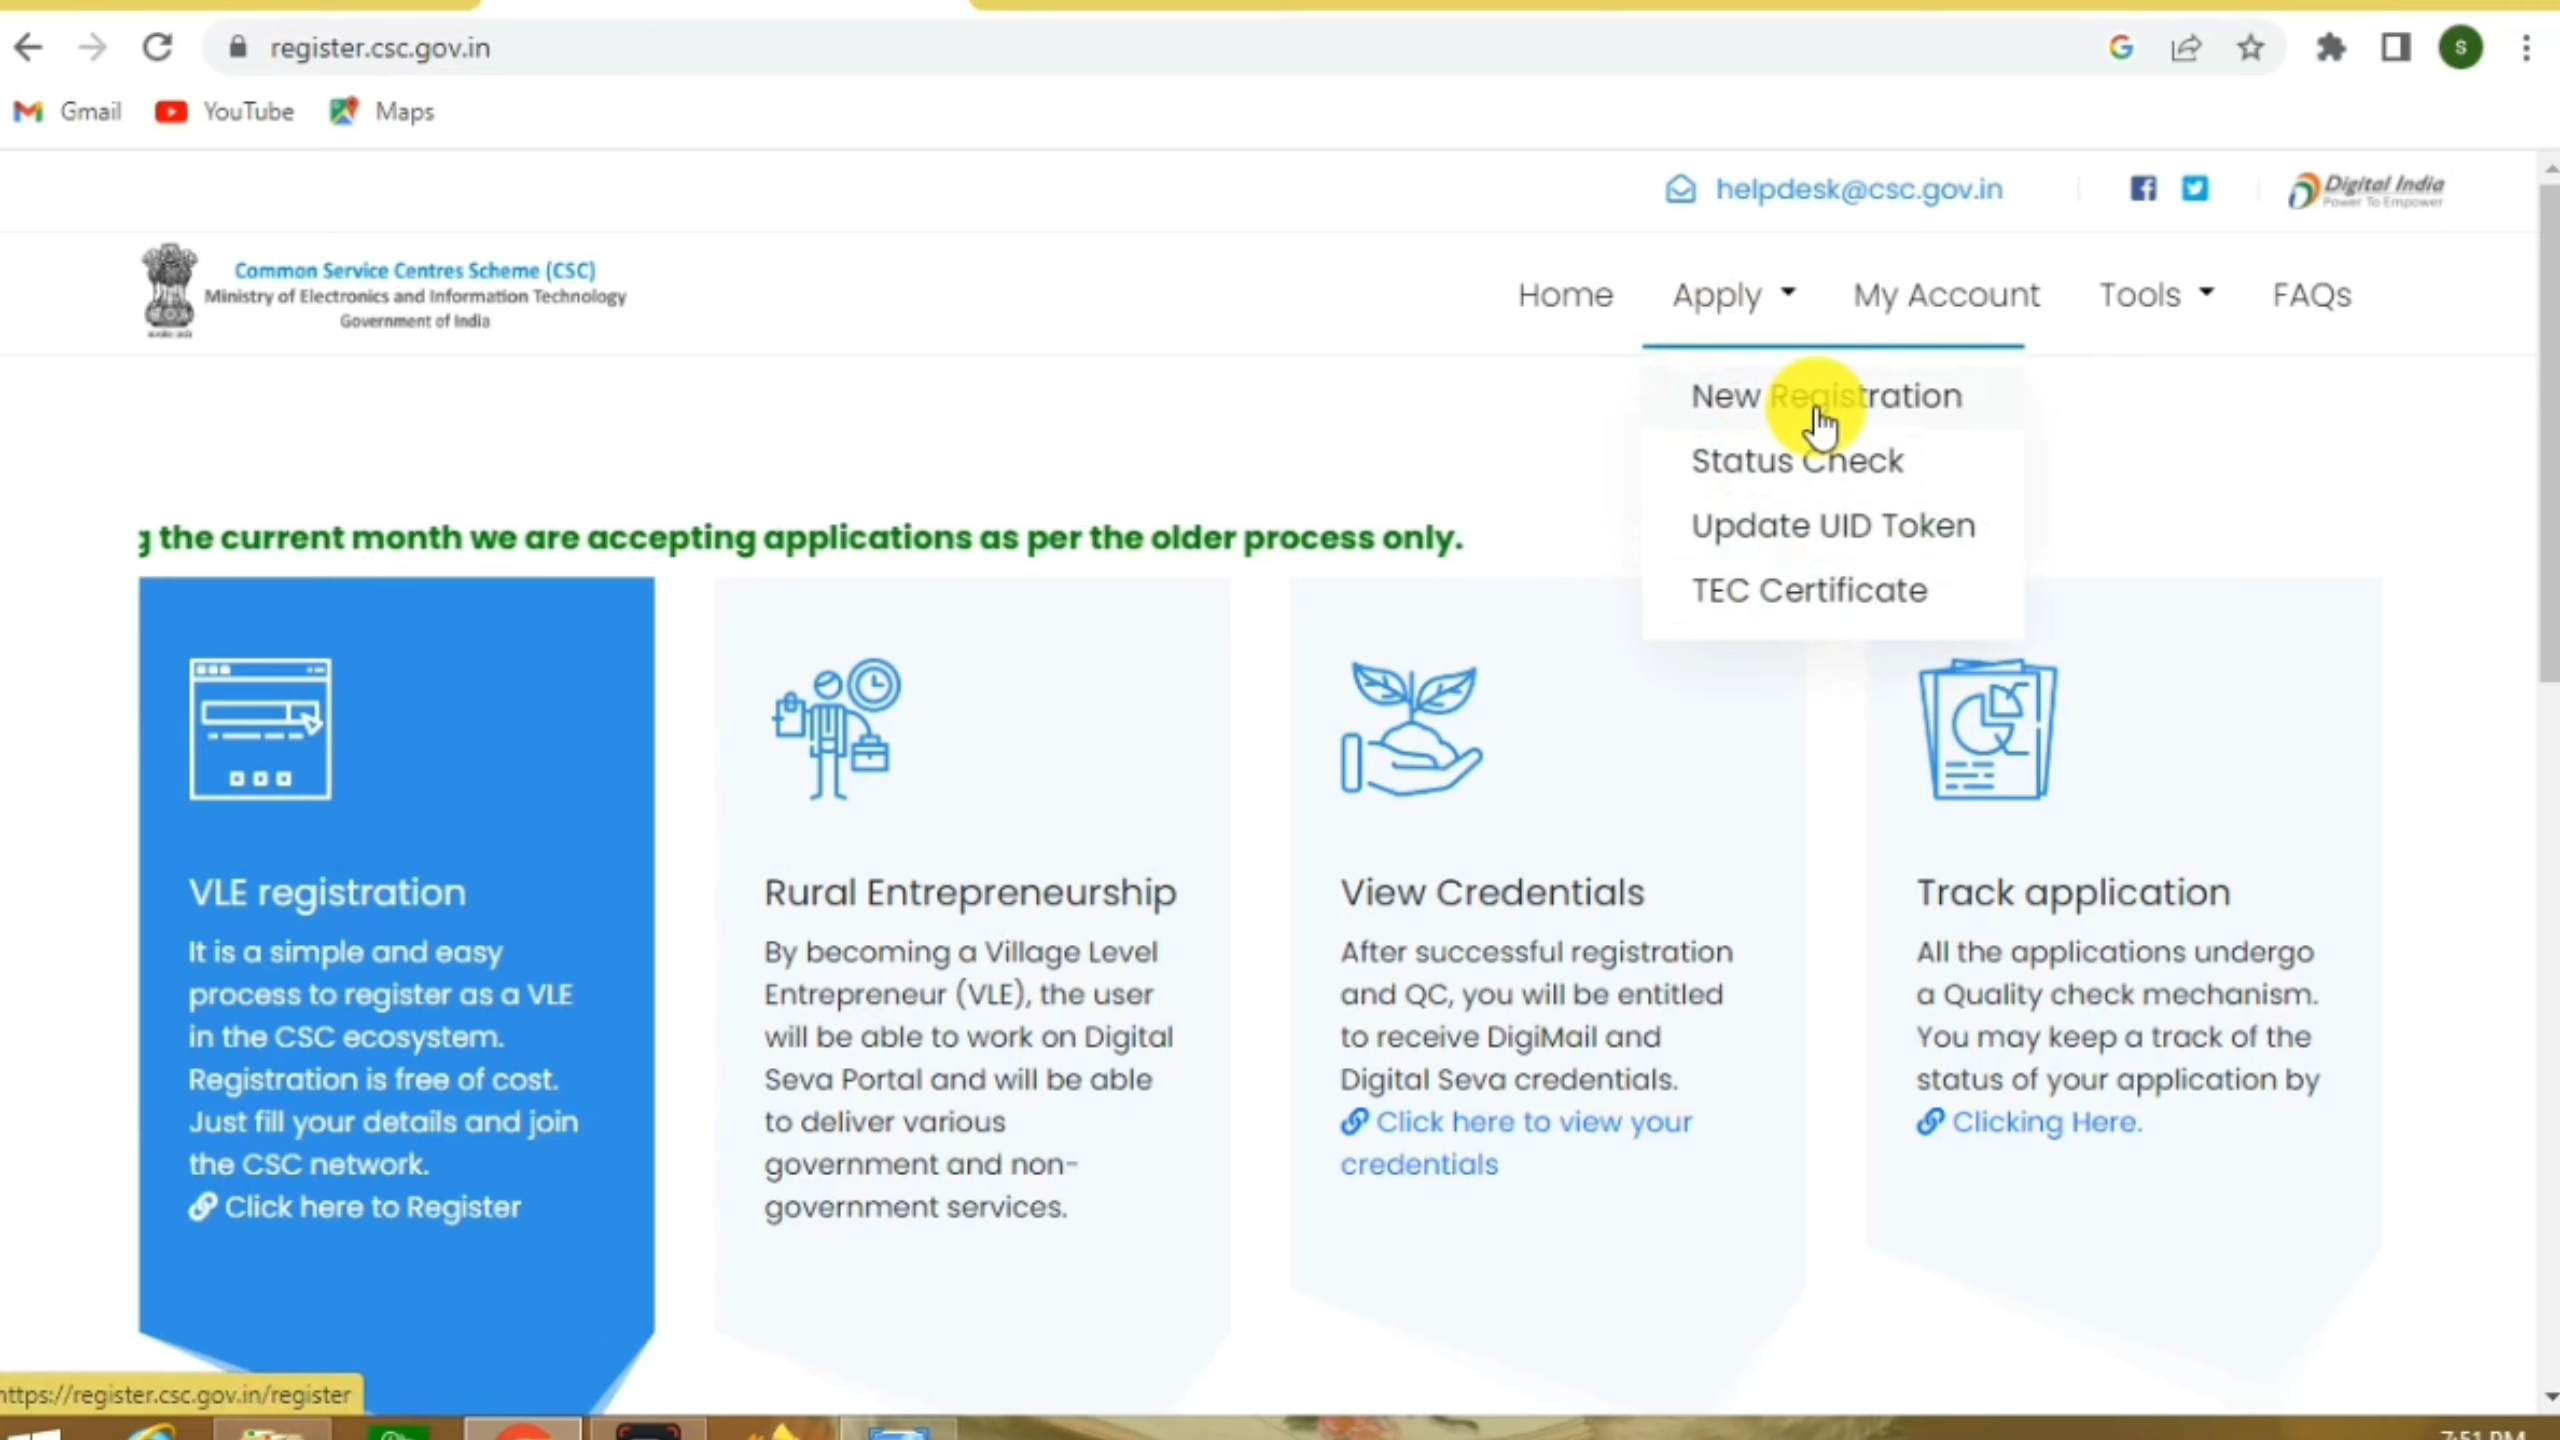 register.csc.gov.in
S
Gmail YouTube Maps
helpdesk@csc.gov.in
Digital India
Power To Empower
Common Service Centres Scheme (CSC)
Ministry of Electronics and Information Technology
Government of India
Home Apply My Account Tools FAQs
New Registration
Status Check
Update UID Token
TEC Certificate
g the current month we are accepting applications as per the older process only.
VLE registration
It is a simple and easy
process to register as a VLE
in the CSC ecosystem.
Registration is free of cost.
Just fill your details and join
the CSC network.
Click here to Register
Rural Entrepreneurship
By becoming a Village Level
Entrepreneur (VLE), the user
will be able to work on Digital
Seva Portal and will be able
to deliver various
government and non-
government services.
View Credentials
After successful registration
and QC, you will be entitled
to receive DigiMail and
Digital Seva credentials.
Click here to view your
credentials
Track application
All the applications undergo
a Quality check mechanism.
You may keep a track of the
status of your application by
Clicking Here.
https://register.csc.gov.in/register
7:51 PM